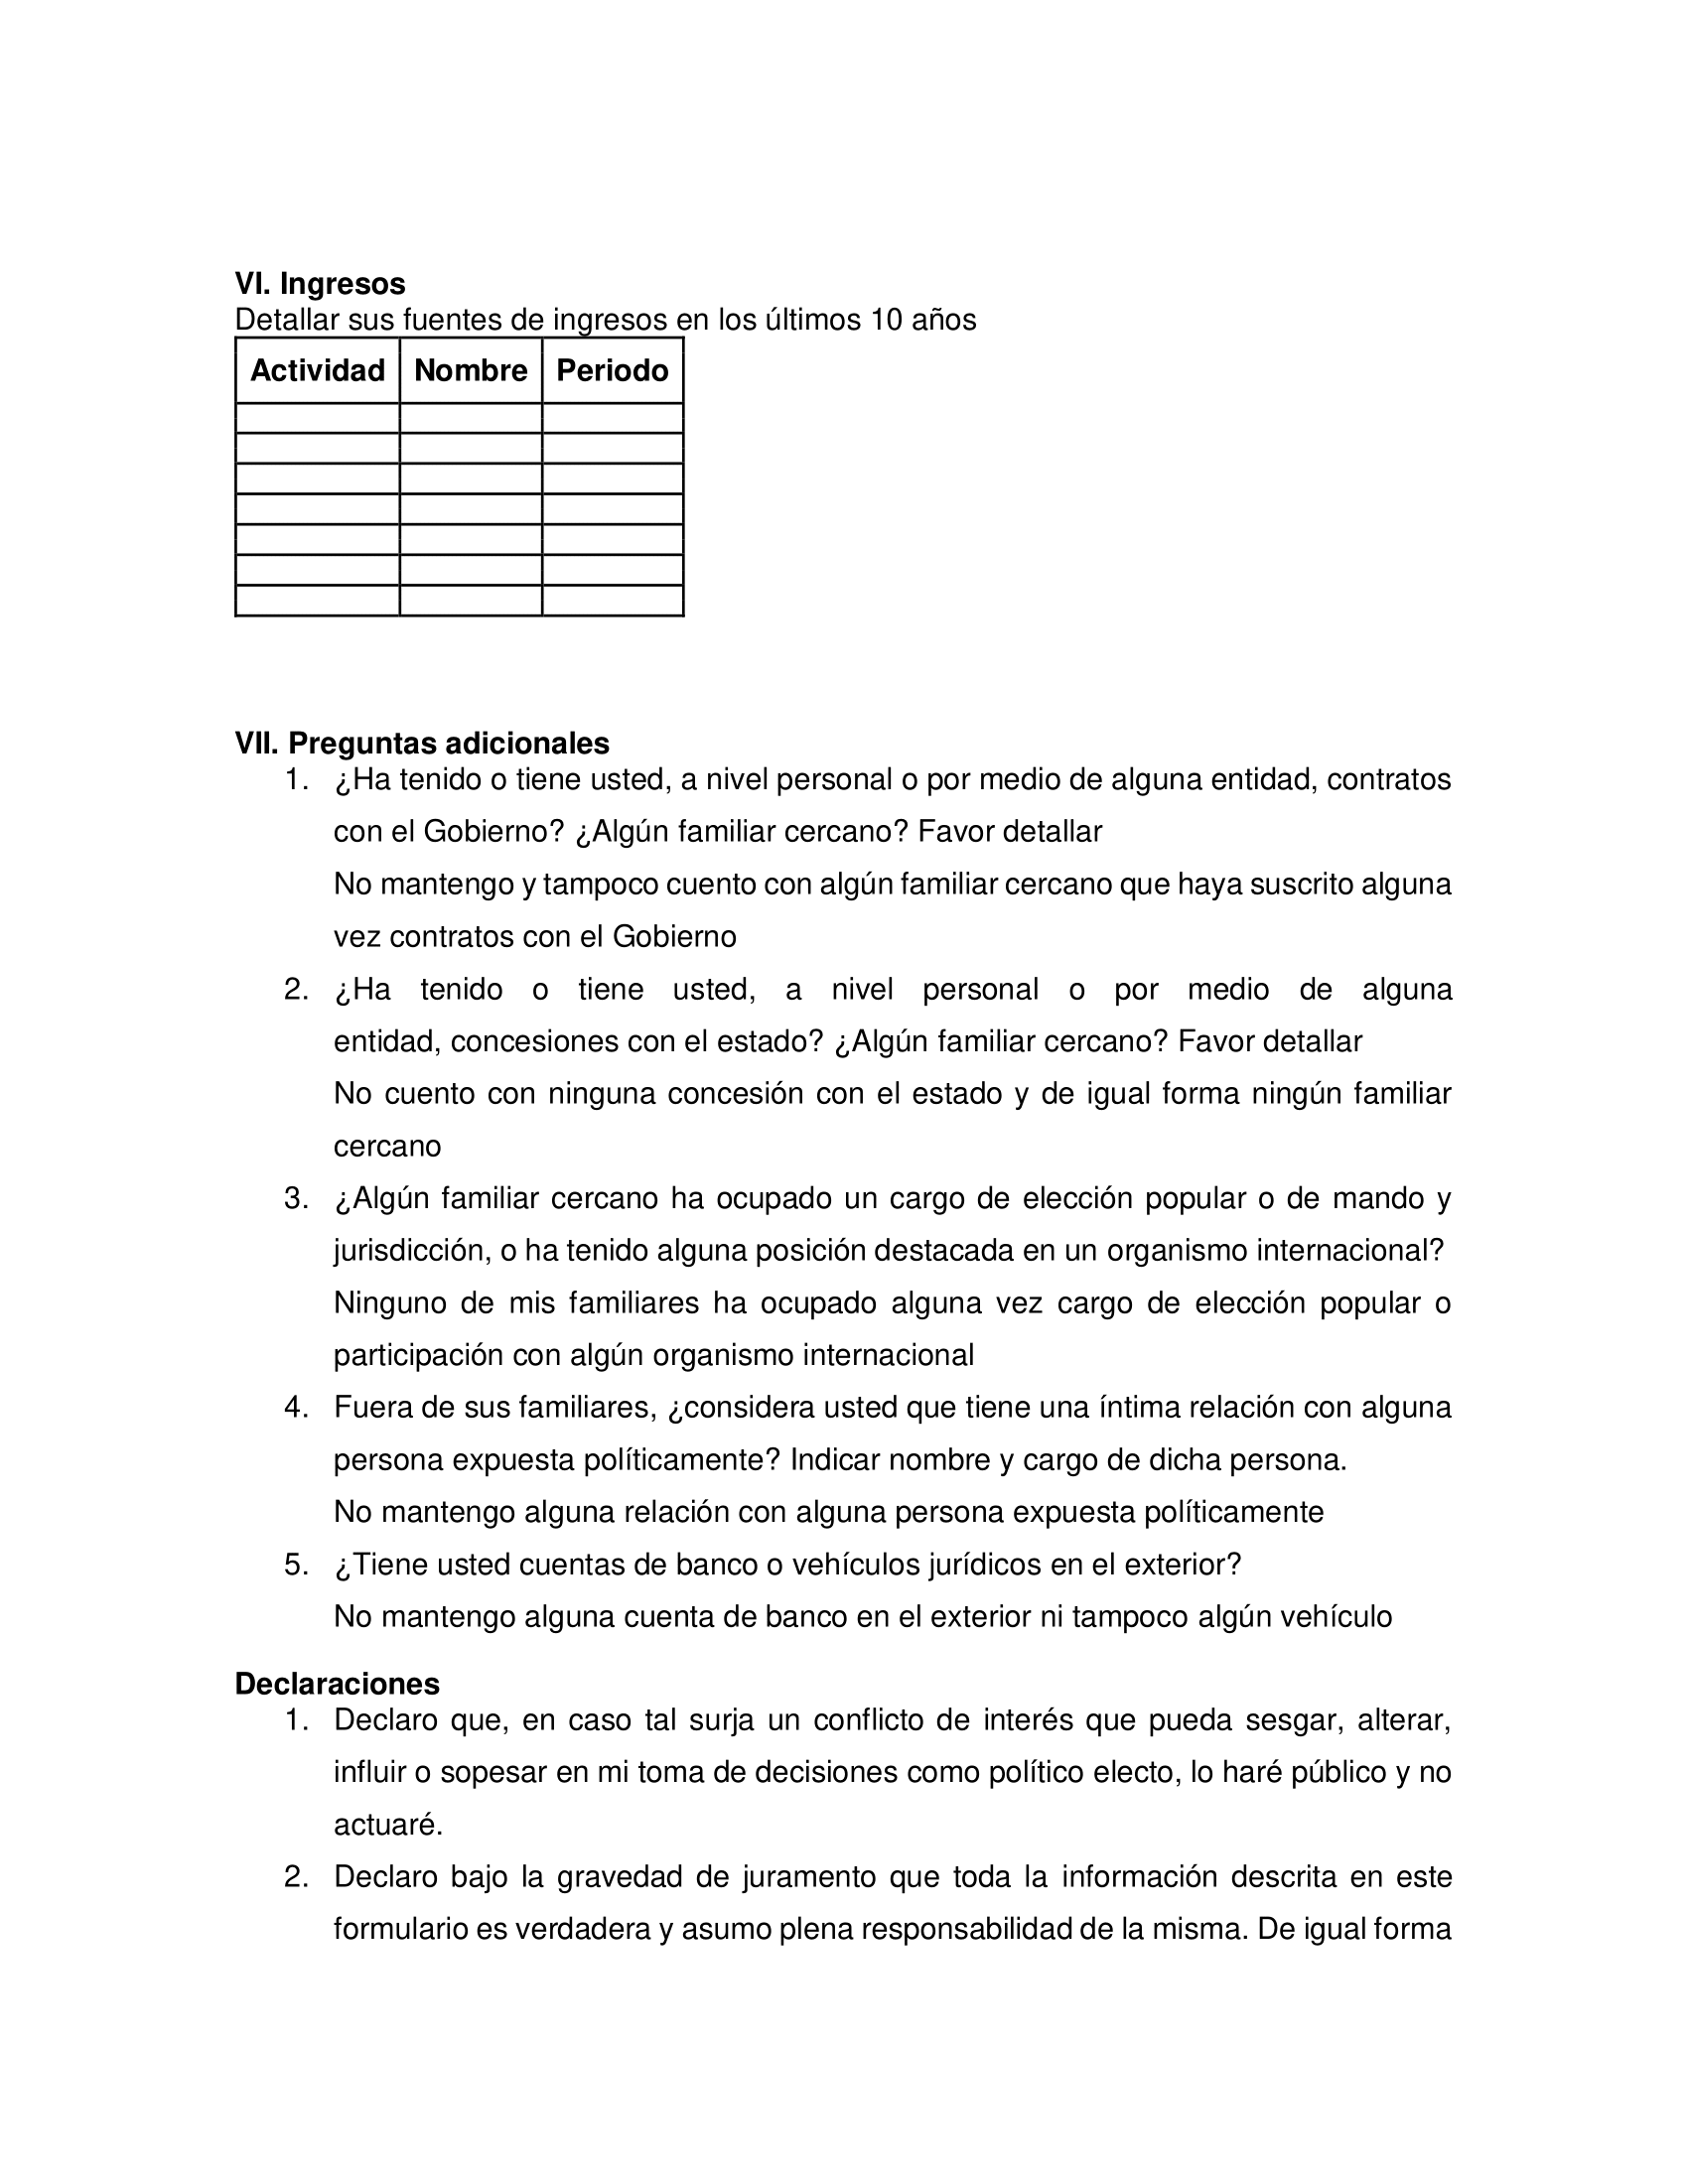 VI. Ingresos
Detallar sus fuentes de ingresos en los últimos 10 años
Actividad Nombre Periodo
VII. Preguntas adicionales
1. ¿Ha tenido o tiene usted, a nivel personal o por medio de alguna entidad, contratos
con el Gobierno? ¿Algún familiar cercano? Favor detallar
No mantengo y tampoco cuento con algún familiar cercano que haya suscrito alguna
vez contratos con el Gobierno
2. ¿Ha tenido o tiene usted, a nivel personal o por medio de alguna
entidad, concesiones con el estado? ¿Algún familiar cercano? Favor detallar
No cuento con ninguna concesión con el estado y de igual forma ningún familiar
cercano
3. ¿Algún familiar cercano ha ocupado un cargo de elección popular o de mando y
jurisdicción, o ha tenido alguna posición destacada en un organismo internacional?
Ninguno de mis familiares ha ocupado alguna vez cargo de elección popular o
participación con algún organismo internacional
4. Fuera de sus familiares, ¿considera usted que tiene una íntima relación con alguna
persona expuesta políticamente? Indicar nombre y cargo de dicha persona.
No mantengo alguna relación con alguna persona expuesta políticamente
5. ¿Tiene usted cuentas de banco o vehículos jurídicos en el exterior?
No mantengo alguna cuenta de banco en el exterior ni tampoco algún vehículo
Declaraciones
1. Declaro que, en caso tal surja un conflicto de interés que pueda sesgar, alterar,
influir o sopesar en mi toma de decisiones como político electo, lo haré público y no
actuaré.
2. Declaro bajo la gravedad de juramento que toda la información descrita en este
formulario es verdadera y asumo plena responsabilidad de la misma. De igual forma